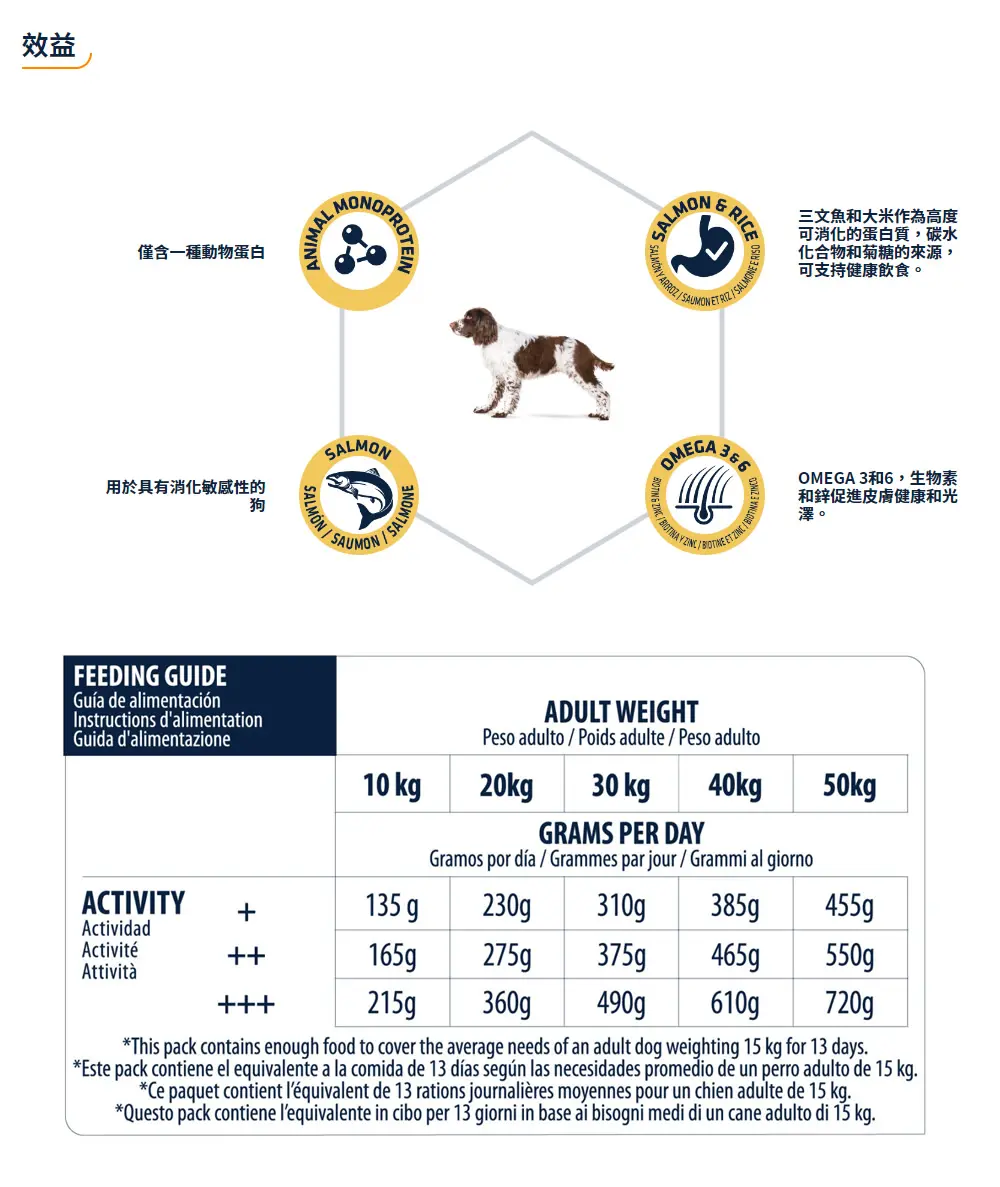 效益
ANIMAL MONOPROTEIN
僅含一種動物蛋白
SALMON & RICE
SALMÓN Y ARROZ / SAUMON ET RIZ / SALMONE E RISO
三文魚和大米作為高度
可消化的蛋白質，碳水
化合物和菊糖的來源，
可支持健康飲食。
SALMON
SALMÓN / SAUMON / SALMONE
用於具有消化敏感性的
狗
OMEGA 3 & 6
BIOTIN & ZINC / BIOTINA Y ZINC / BIOTINE ET ZINC / BIOTINA E ZINCO
OMEGA 3和6，生物素
和鋅促進皮膚健康和光
澤。
FEEDING GUIDE
Guía de alimentación
Instructions d'alimentation
Guida d'alimentazione
ADULT WEIGHT
Peso adulto / Poids adulte / Peso adulto
10 kg 20kg 30 kg 40kg 50kg
GRAMS PER DAY
Gramos por día / Grammes par jour / Grammi al giorno
ACTIVITY
Actividad
Activité
Attività
+ 135 g 230g 310g 385g 455g
++ 165g 275g 375g 465g 550g
+++ 215g 360g 490g 610g 720g
*This pack contains enough food to cover the average needs of an adult dog weighting 15 kg for 13 days.
*Este pack contiene el equivalente a la comida de 13 días según las necesidades promedio de un perro adulto de 15 kg.
*Ce paquet contient l'équivalent de 13 rations journalières moyennes pour un chien adulte de 15 kg.
*Questo pack contiene l'equivalente in cibo per 13 giorni in base ai bisogni medi di un cane adulto di 15 kg.